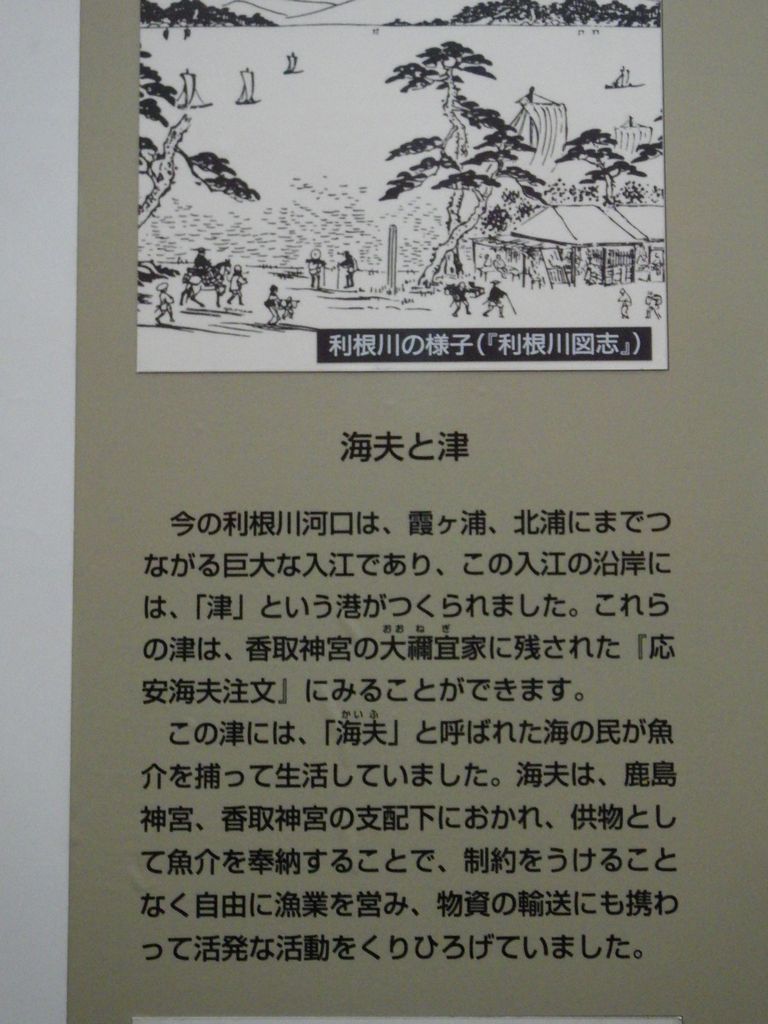 利根川の様子(『利根川図志』)
海夫と津
今の利根川河口は、霞ヶ浦、北浦にまでつ
ながる巨大な入江であり、この入江の沿岸に
は、「津」という港がつくられました。これら
おお ね ぎ
の津は、香取神宮の大禰宜家に残された『応
安海夫注文』にみることができます。
かい ふ
この津には、「海夫」と呼ばれた海の民が魚
介を捕って生活していました。海夫は、鹿島
神宮、香取神宮の支配下におかれ、供物とし
て魚介を奉納することで、制約をうけること
なく自由に漁業を営み、物資の輸送にも携わ
って活発な活動をくりひろげていました。